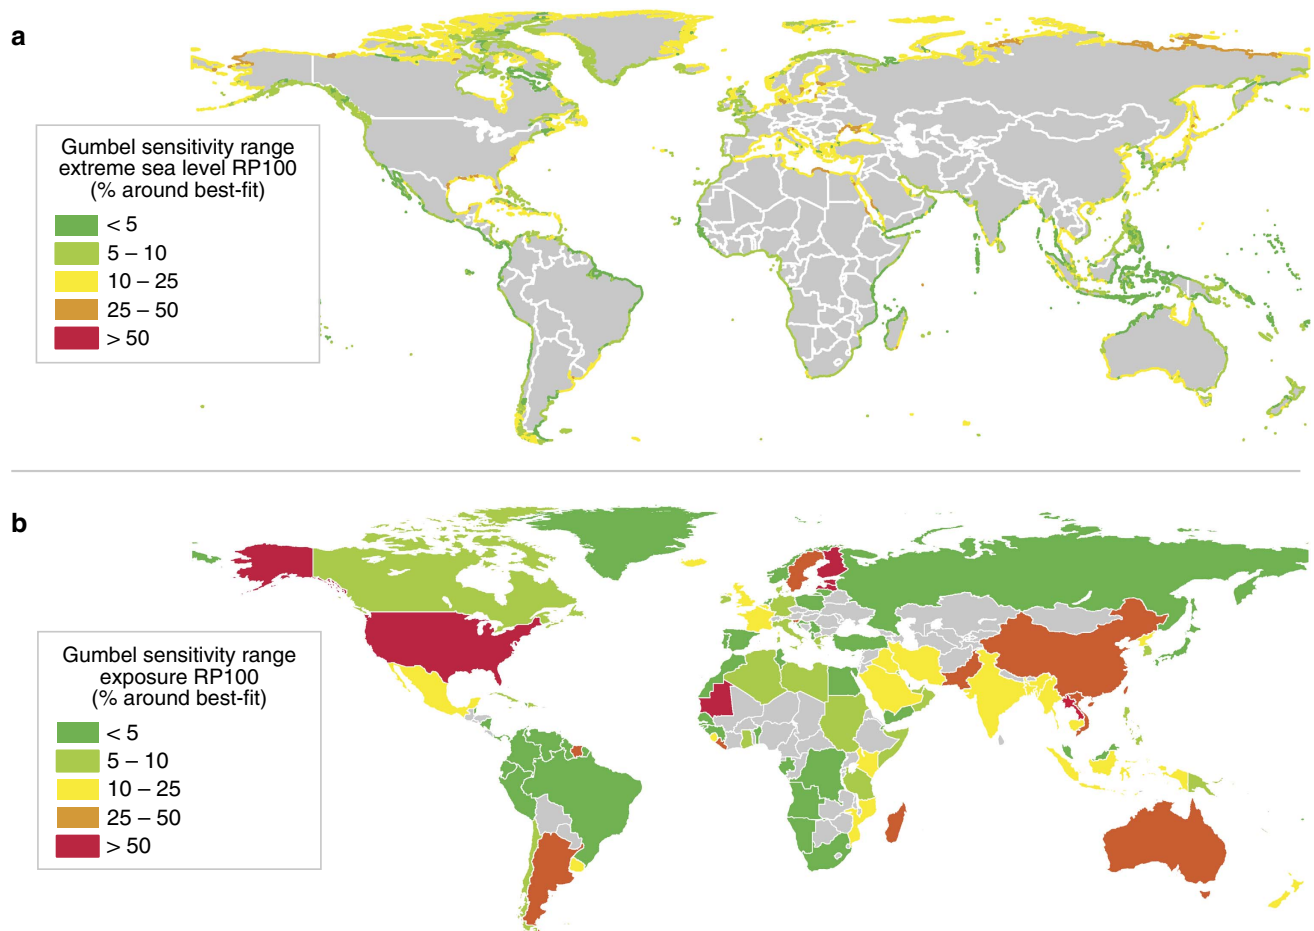 a
Gumbel sensitivity range
extreme sea level RP100
(% around best-fit)
< 5
5 – 10
10 – 25
25 – 50
> 50
b
Gumbel sensitivity range
exposure RP100
(% around best-fit)
< 5
5 – 10
10 – 25
25 – 50
> 50